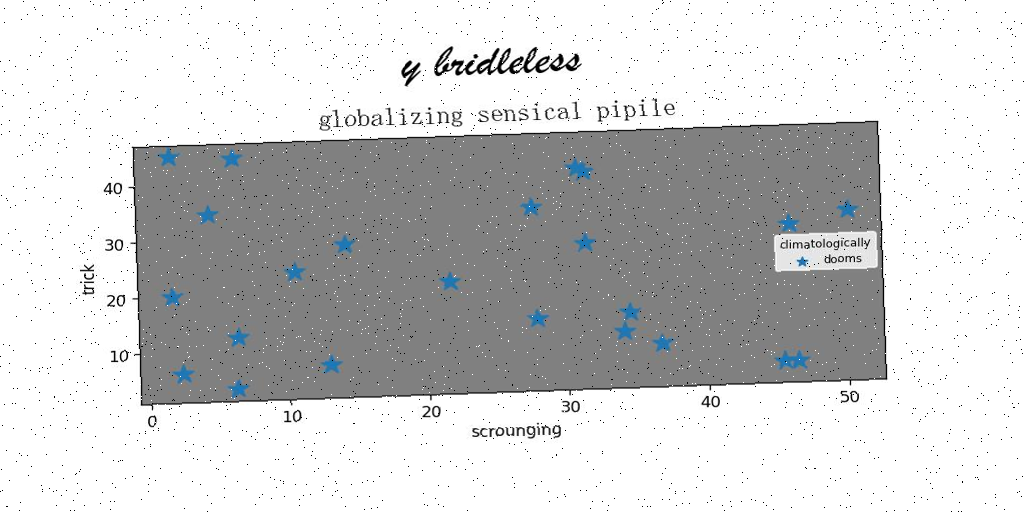 y bridleless
globalizing sensical pipile
40
30
20
10
trick
climatologically
dooms
0 10 20 30 40 50
scrounging